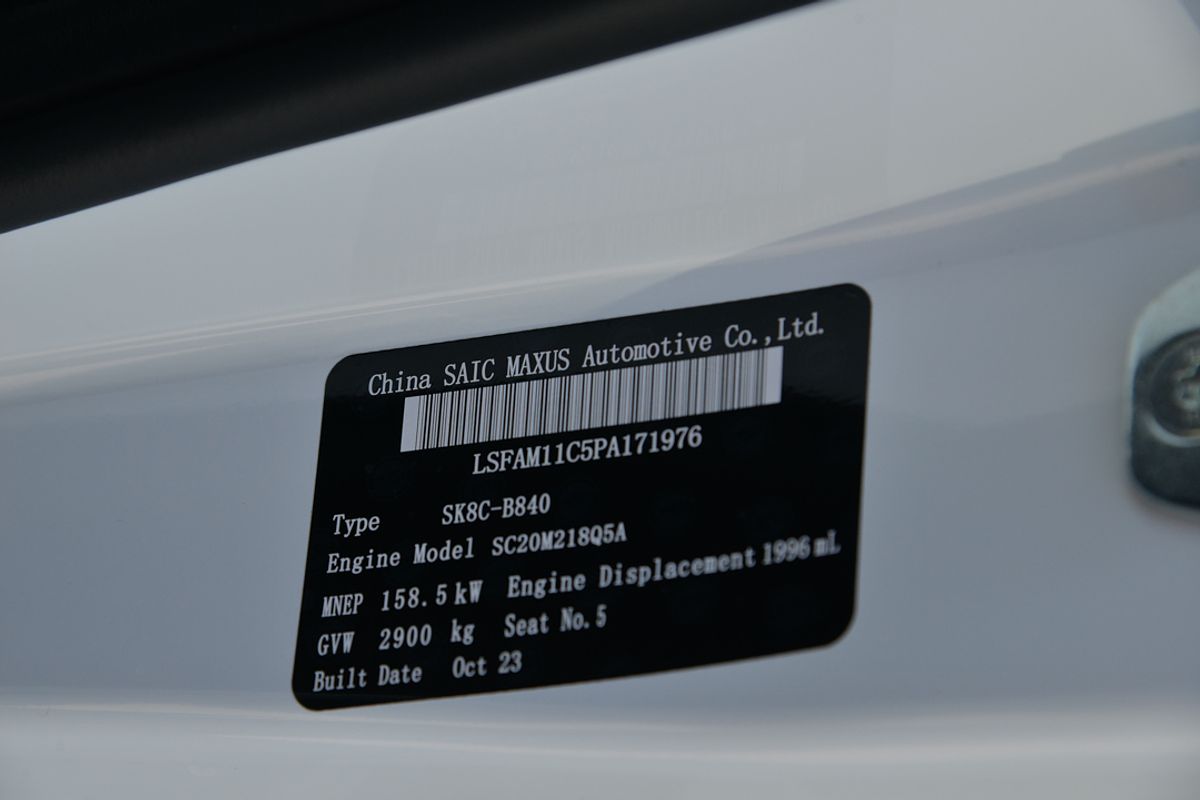 China SAIC MAXUS Automotive Co.,Ltd.
LSFAM11C5PA171976
Type SK8C-B840
Engine Model SC20M218Q5A
MNEP 158.5 kW Engine Displacement 1996 mL
GVW 2900 kg Seat No. 5
Built Date Oct 23